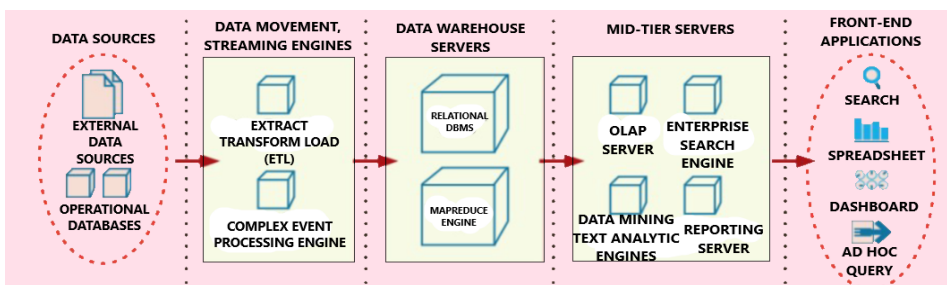 DATA SOURCES
EXTERNAL
DATA
SOURCES
OPERATIONAL
DATABASES
DATA MOVEMENT,
STREAMING ENGINES
EXTRACT
TRANSFORM LOAD
(ETL)
COMPLEX EVENT
PROCESSING ENGINE
DATA WAREHOUSE
SERVERS
RELATIONAL
DBMS
MAPREDUCE
ENGINE
MID-TIER SERVERS
OLAP
SERVER
ENTERPRISE
SEARCH
ENGINE
DATA MINING
TEXT ANALYTIC
ENGINES
REPORTING
SERVER
FRONT-END
APPLICATIONS
SEARCH
SPREADSHEET
DASHBOARD
AD HOC
QUERY